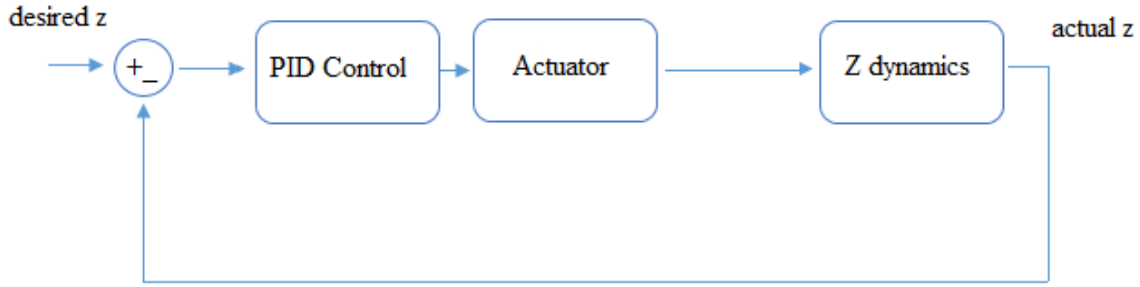 desired z
actual z
+_
PID Control
Actuator
Z dynamics